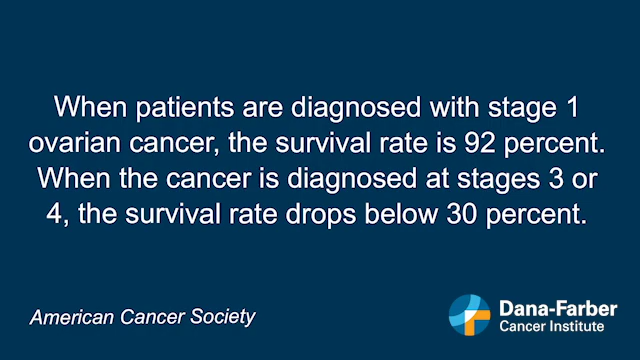 When patients are diagnosed with stage 1
ovarian cancer, the survival rate is 92 percent.
When the cancer is diagnosed at stages 3 or
4, the survival rate drops below 30 percent.
American Cancer Society
Dana-Farber
Cancer Institute